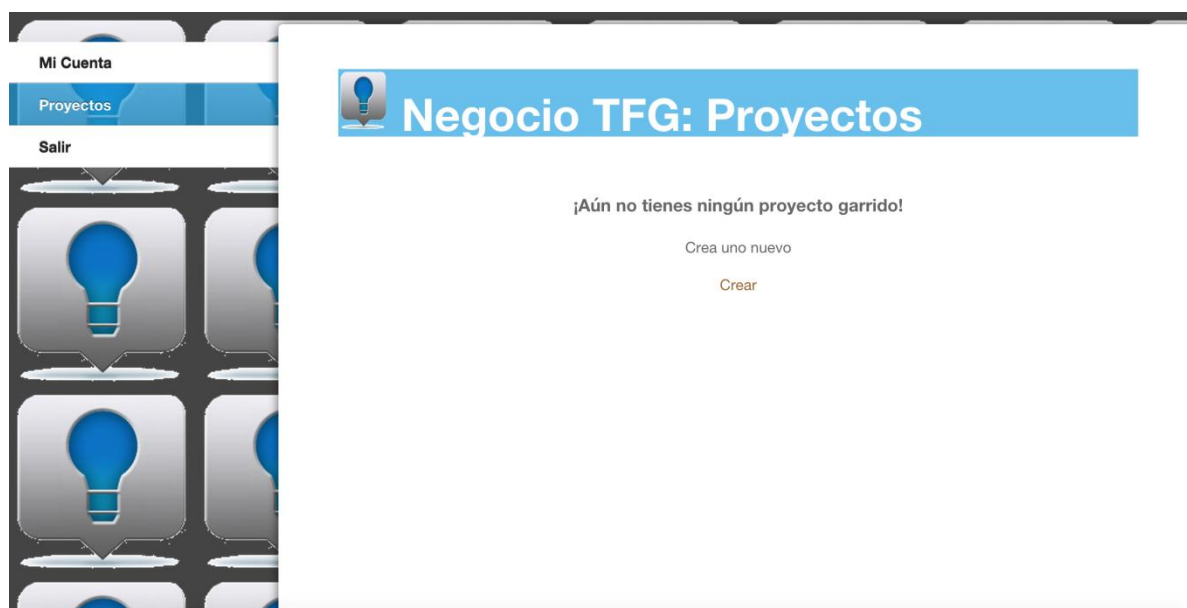 Mi Cuenta
Proyectos
Salir
Negocio TFG: Proyectos
¡Aún no tienes ningún proyecto garrido!
Crea uno nuevo
Crear